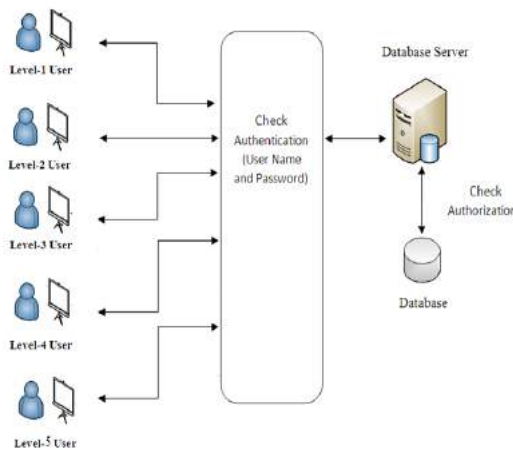 Level-1 User
Level-2 User
Level-3 User
Level-4 User
Level-5 User
Check
Authentication
(User Name
and Password)
Database Server
Check
Authorization
Database